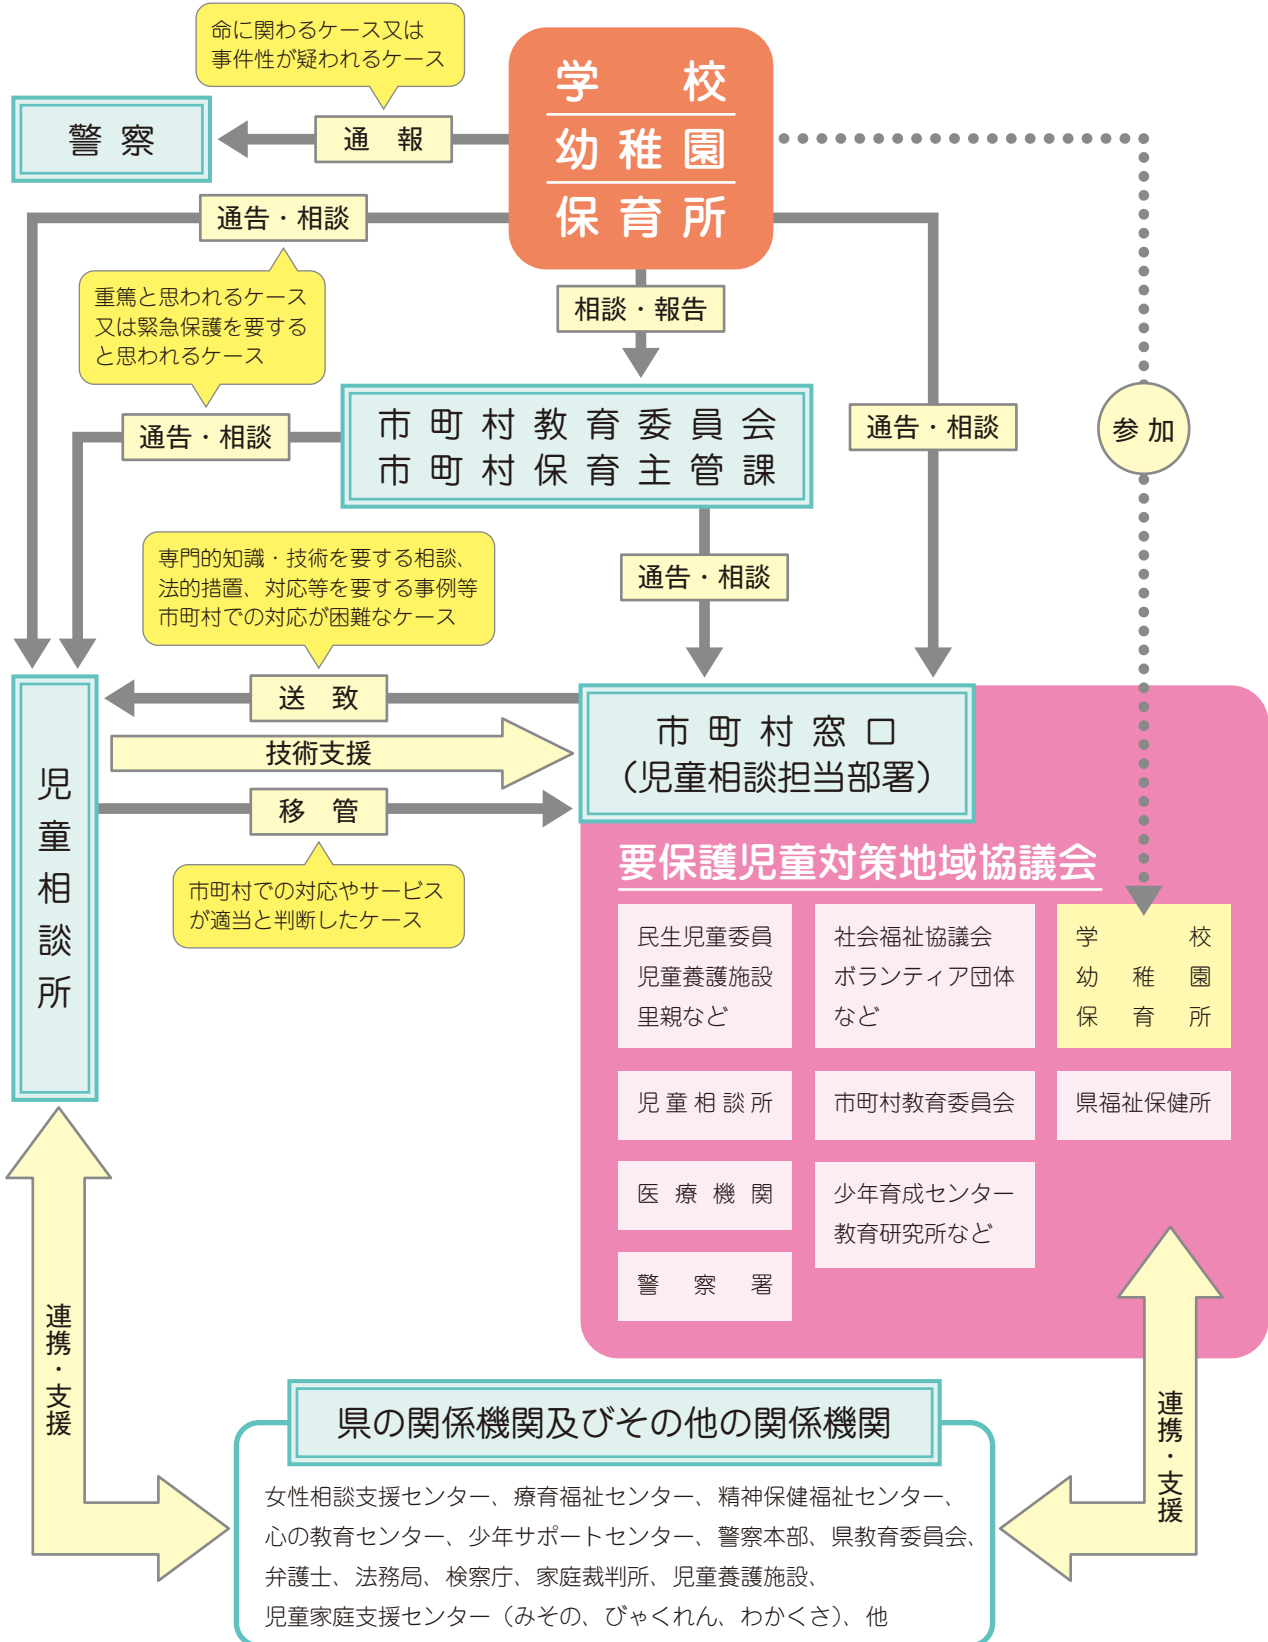 命に関わるケース又は
事件性が疑われるケース
学校
幼稚園
保育所
警察
通報
通告・相談
重篤と思われるケース
又は緊急保護を要する
と思われるケース
相談・報告
通告・相談
市町村教育委員会
市町村保育主管課
通告・相談
参加
専門的知識・技術を要する相談、
法的措置、対応等を要する事例等
市町村での対応が困難なケース
通告・相談
送致
技術支援
移管
市町村での対応やサービス
が適当と判断したケース
児童相談所
市町村窓口
（児童相談担当部署）
要保護児童対策地域協議会
民生児童委員
児童養護施設
里親など
社会福祉協議会
ボランティア団体
など
学校
幼稚園
保育所
児童相談所
市町村教育委員会
県福祉保健所
医療機関
少年育成センター
教育研究所など
警察署
連携・支援
連携・支援
県の関係機関及びその他の関係機関
女性相談支援センター、療育福祉センター、精神保健福祉センター、
心の教育センター、少年サポートセンター、警察本部、県教育委員会、
弁護士、法務局、検察庁、家庭裁判所、児童養護施設、
児童家庭支援センター（みその、びゃくれん、わかくさ）、他